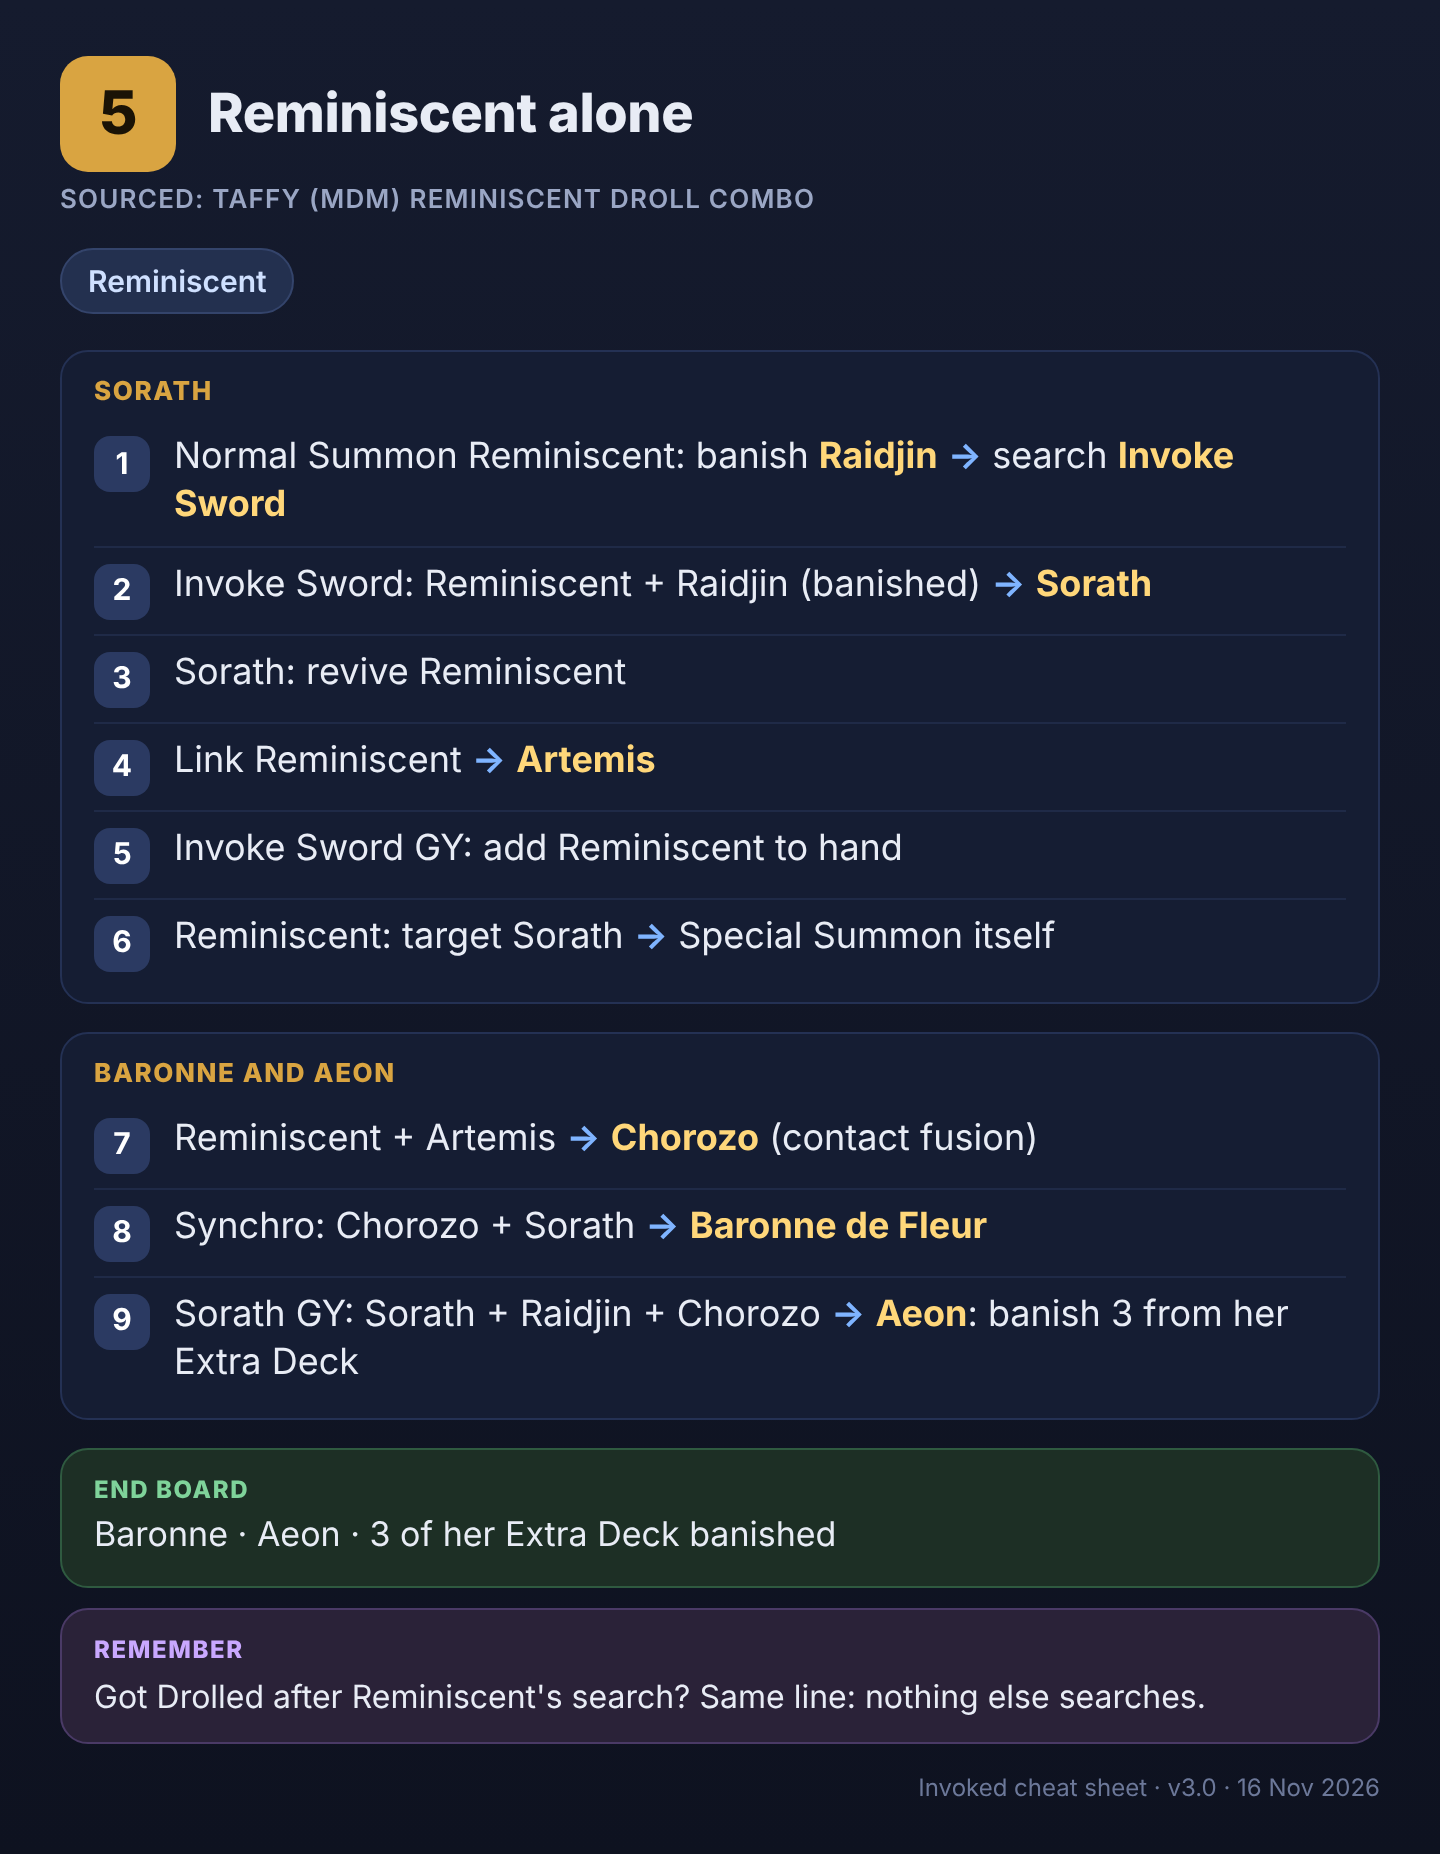 5
Reminiscent alone
SOURCED: TAFFY (MDM) REMINISCENT DROLL COMBO
Reminiscent
SORATH
1 Normal Summon Reminiscent: banish Raidjin → search Invoke
Sword
2 Invoke Sword: Reminiscent + Raidjin (banished) → Sorath
3 Sorath: revive Reminiscent
4 Link Reminiscent → Artemis
5 Invoke Sword GY: add Reminiscent to hand
6 Reminiscent: target Sorath → Special Summon itself
BARONNE AND AEON
7 Reminiscent + Artemis → Chorozo (contact fusion)
8 Synchro: Chorozo + Sorath → Baronne de Fleur
9 Sorath GY: Sorath + Raidjin + Chorozo → Aeon: banish 3 from her
Extra Deck
END BOARD
Baronne · Aeon · 3 of her Extra Deck banished
REMEMBER
Got Drolled after Reminiscent's search? Same line: nothing else searches.
Invoked cheat sheet · v3.0 · 16 Nov 2026